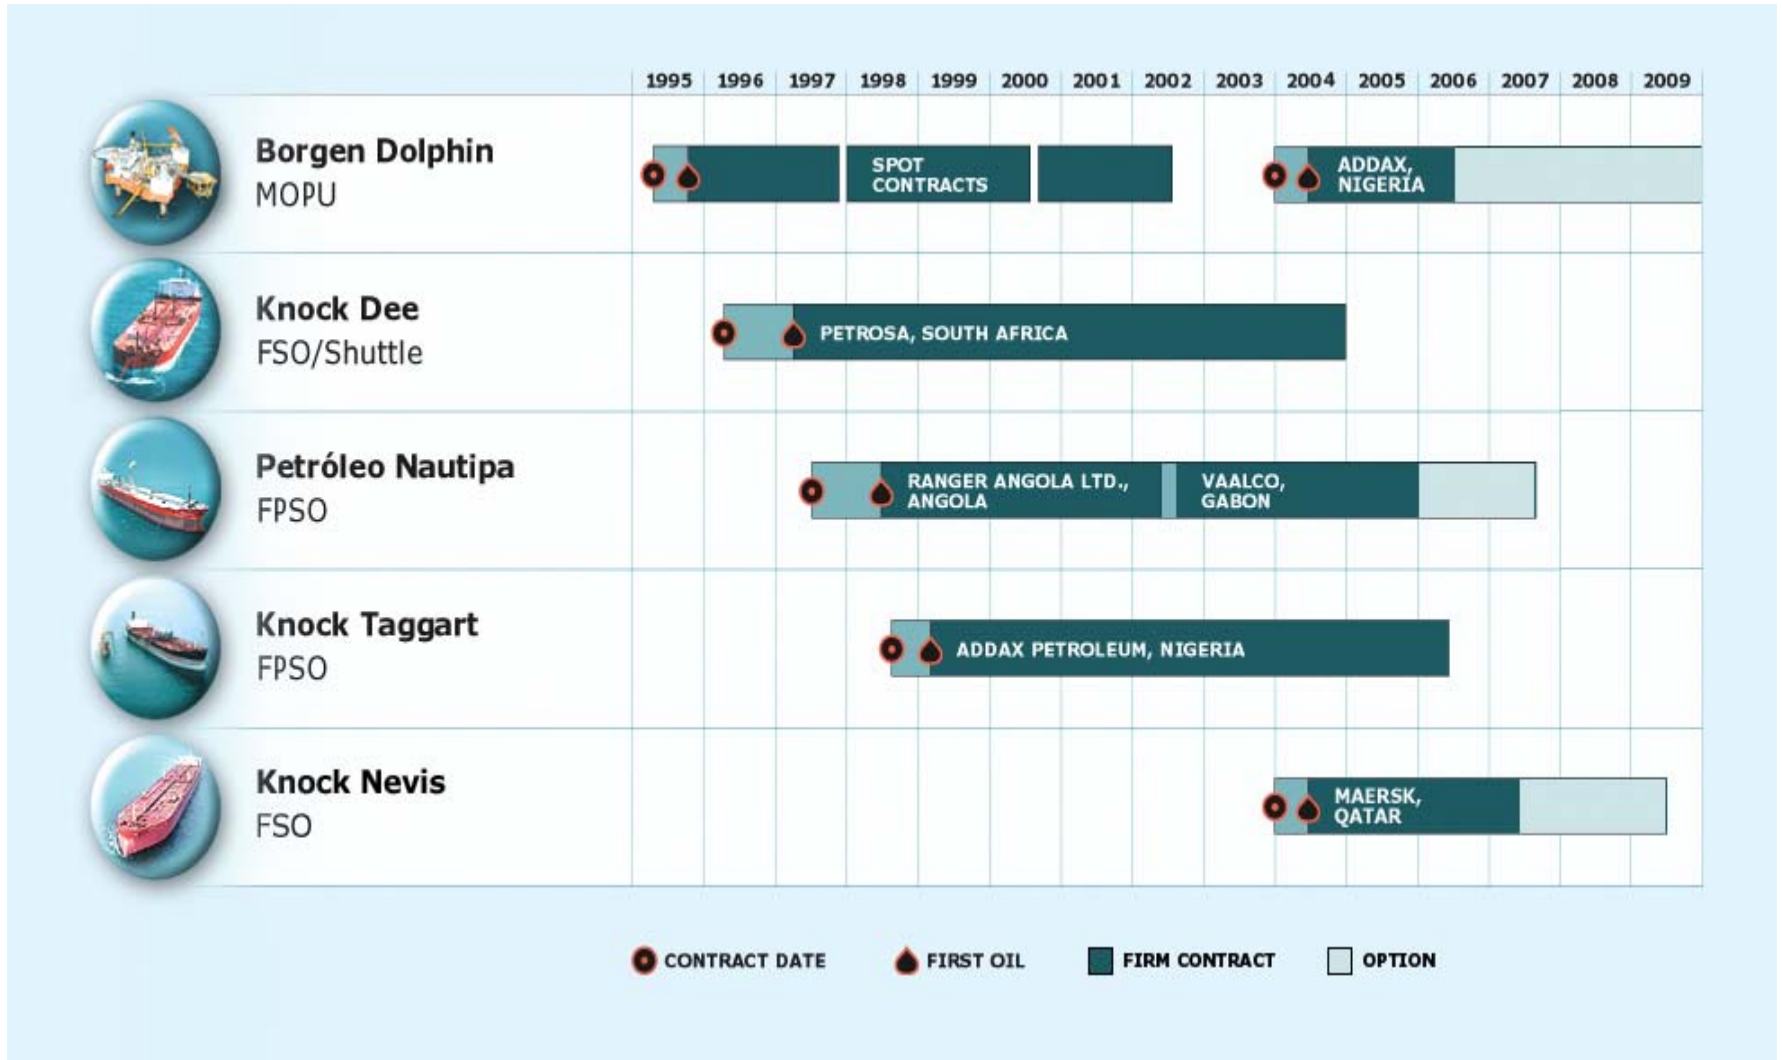 1995 1996 1997 1998 1999 2000 2001 2002 2003 2004 2005 2006 2007 2008 2009
Borgen Dolphin
MOPU
SPOT
CONTRACTS
ADDAX,
NIGERIA
Knock Dee
FSO/Shuttle
PETROSA, SOUTH AFRICA
Petróleo Nautipa
FPSO
RANGER ANGOLA LTD.,
ANGOLA
VAALCO,
GABON
Knock Taggart
FPSO
ADDAX PETROLEUM, NIGERIA
Knock Nevis
FSO
MAERSK,
QATAR
CONTRACT DATE FIRST OIL FIRM CONTRACT OPTION